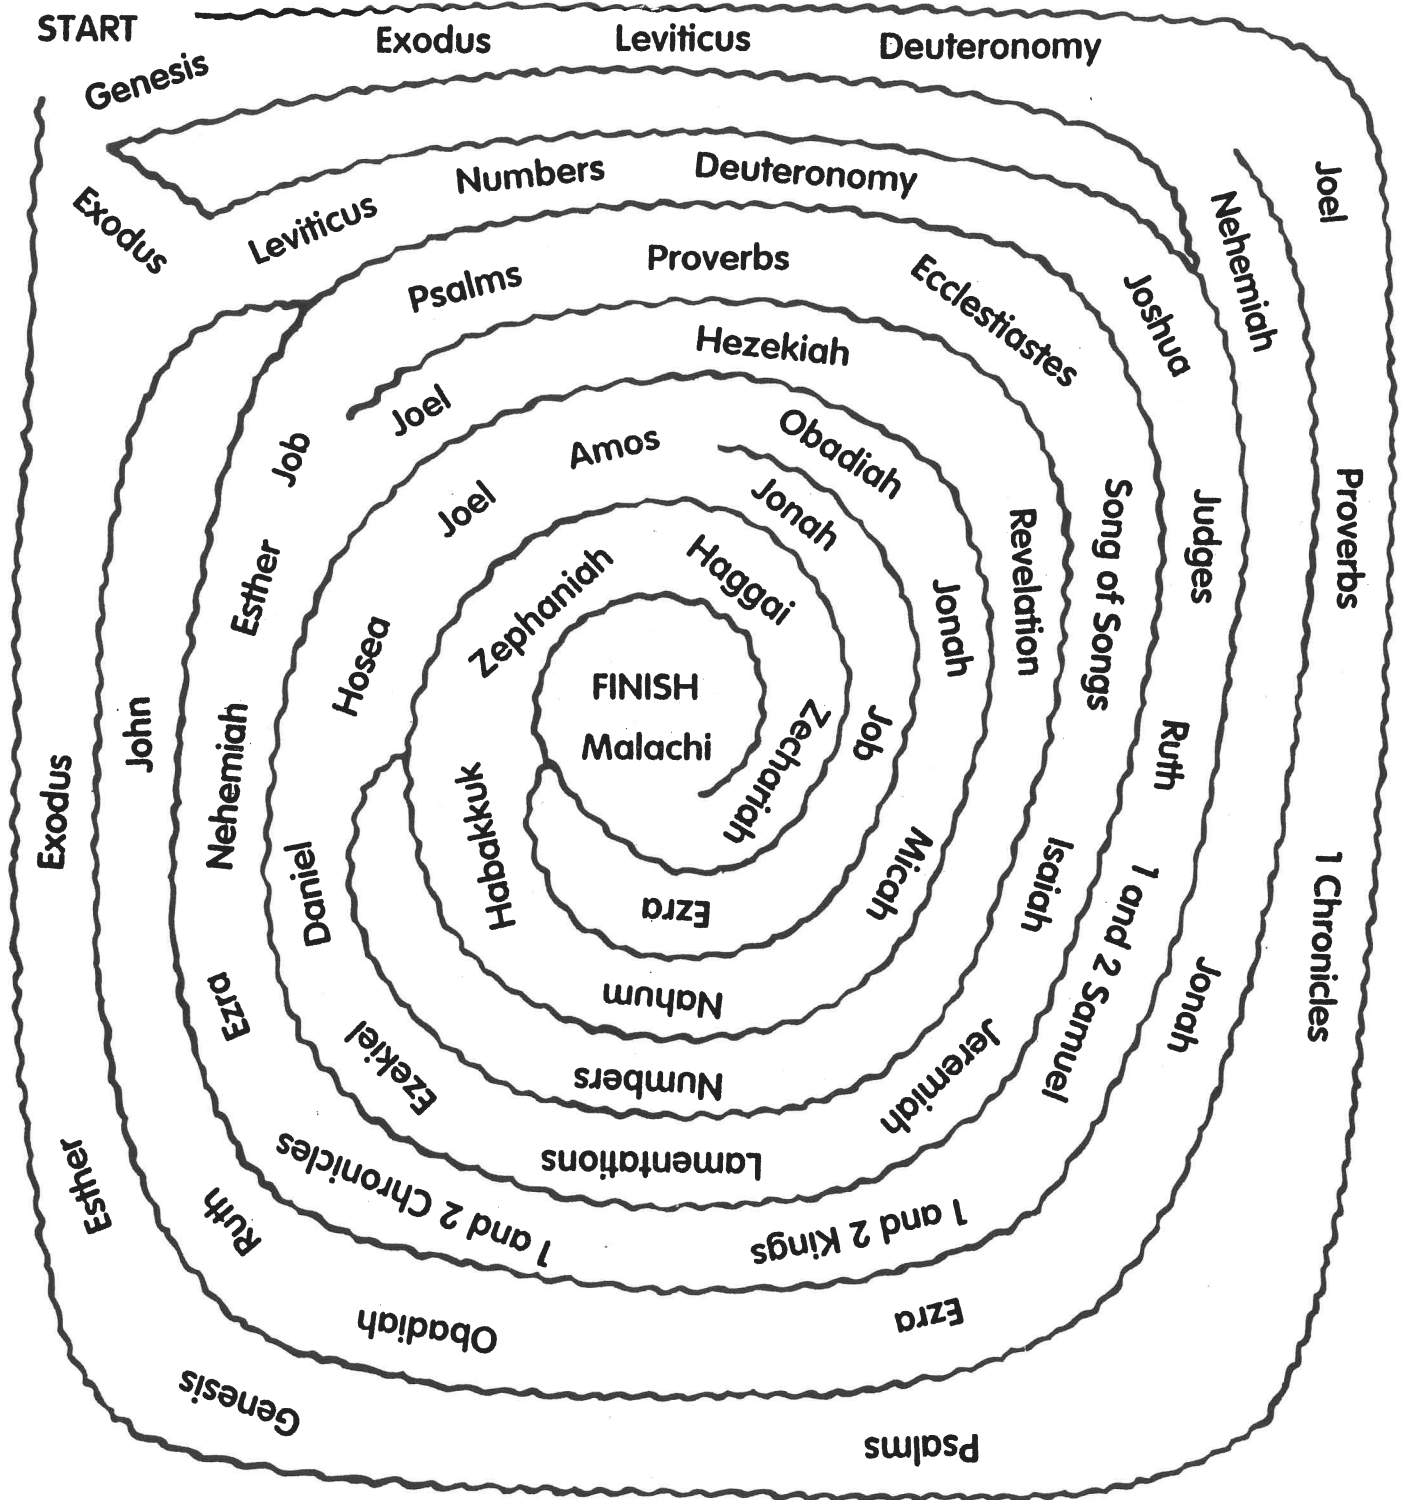 START
Genesis
Exodus
Leviticus
Deuteronomy
Joel
Proverbs
1 Chronicles
Psalms
Genesis
Esther
Exodus
Exodus
Leviticus
Numbers
Deuteronomy
Joshua
Nehemiah
Judges
Ruth
1 and 2 Samuel
Jonah
Ezra
Obadiah
Ruth
John
1 and 2 Kings
1 and 2 Chronicles
Ezra
Nehemiah
Esther
Job
Psalms
Proverbs
Ecclestiastes
Song of Songs
Isaiah
Jeremiah
Lamentations
Ezekiel
Daniel
Hosea
Joel
Amos
Obadiah
Jonah
Micah
Nahum
Habakkuk
Zephaniah
Haggai
Zechariah
Joel
Hezekiah
Revelation
Numbers
Jonah
Job
Ezra
FINISH
Malachi